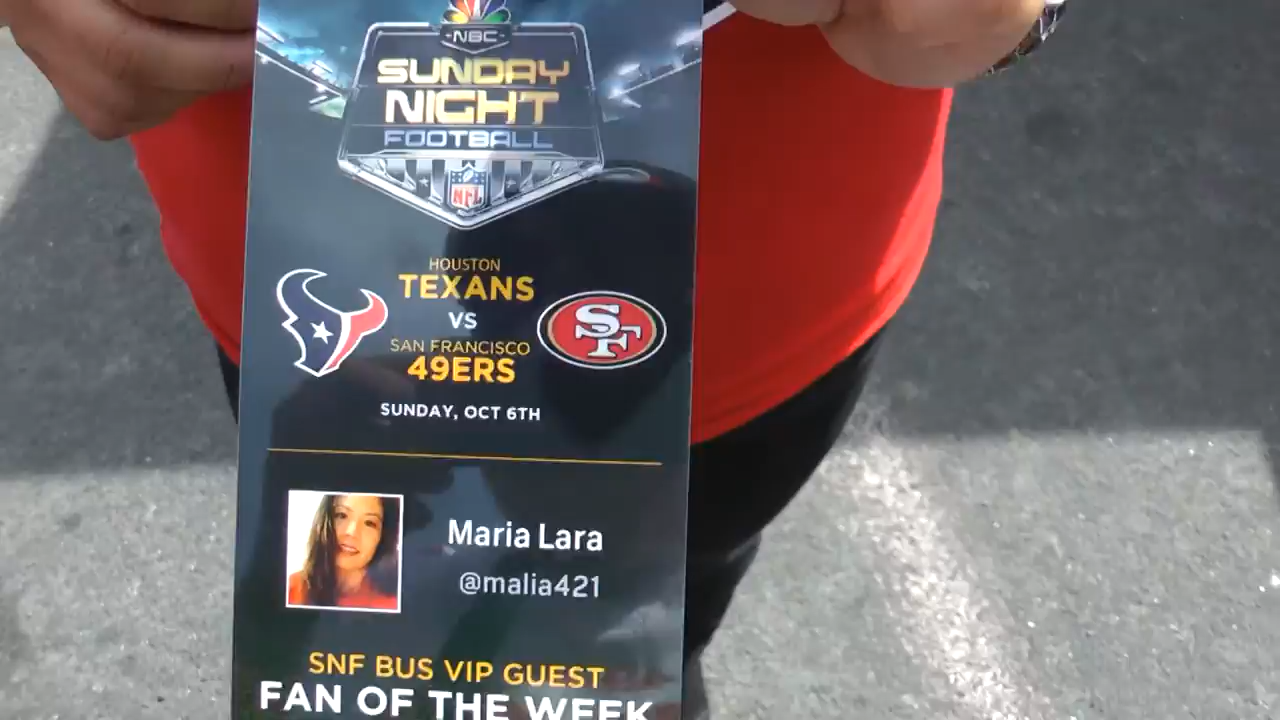 NBC
SUNDAY
NIGHT
FOOTBALL
NFL
HOUSTON
TEXANS
VS
SAN FRANCISCO
49ERS
SF
SUNDAY, OCT 6TH
Maria Lara
@malia421
SNF BUS VIP GUEST
FAN OF THE WEEK